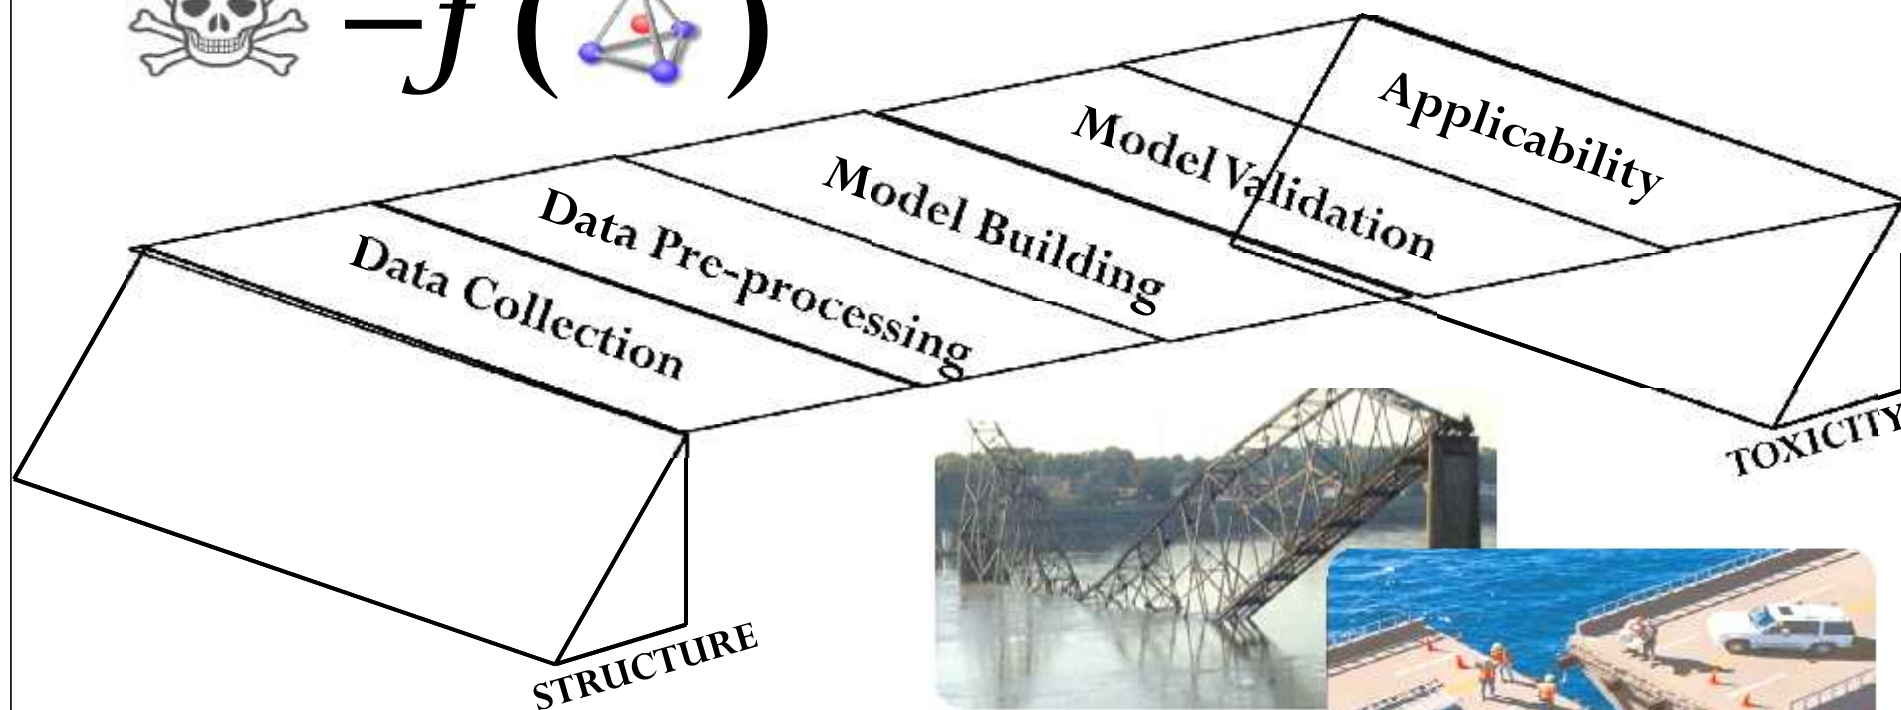 –f ( )
Applicability
Model Validation
Model Building
Data Pre-processing
Data Collection
TOXICITY
STRUCTURE